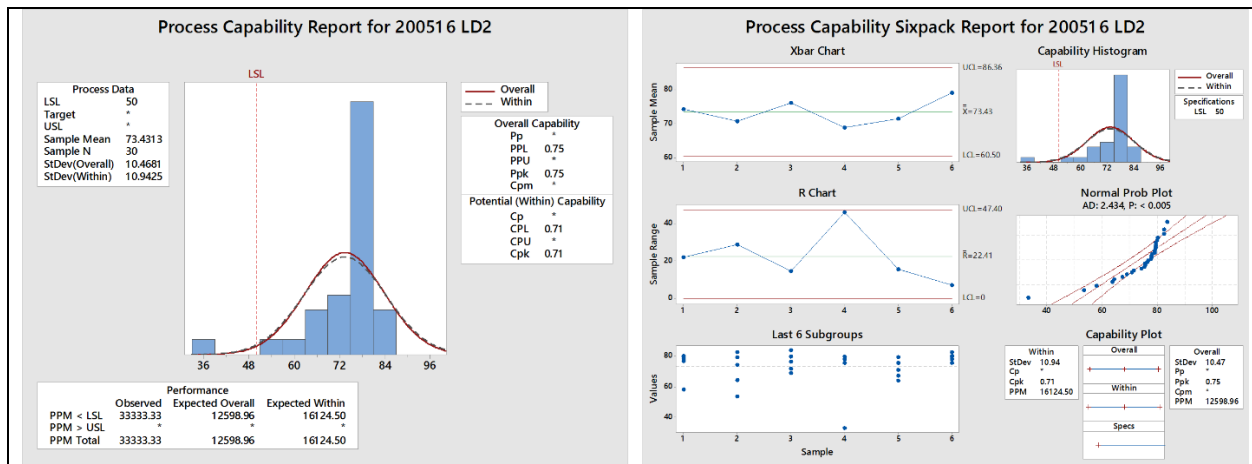 Process Capability Report for 200516 LD2
LSL
Process Data
LSL 50
Target *
USL *
Sample Mean 73.4313
Sample N 30
StDev(Overall) 10.4681
StDev(Within) 10.9425
Overall
Within
Overall Capability
Pp *
PPL 0.75
PPU *
Ppk 0.75
Cpm *
Potential (Within) Capability
Cp *
CPL 0.71
CPU *
Cpk 0.71
36 48 60 72 84 96
Performance
Observed Expected Overall Expected Within
PPM < LSL 33333.33 12598.96 16124.50
PPM > USL * * *
PPM Total 33333.33 12598.96 16124.50
Process Capability Sixpack Report for 200516 LD2
Xbar Chart
Sample Mean
80
70
60
1 2 3 4 5 6
UCL=86.36
X̿=73.43
LCL=60.50
R Chart
Sample Range
40
20
0
1 2 3 4 5 6
UCL=47.40
R̄=22.41
LCL=0
Last 6 Subgroups
Values
80
60
40
1 2 3 4 5 6
Sample
Capability Histogram
LSL
36 48 60 72 84 96
Overall
Within
Specifications
LSL 50
Normal Prob Plot
AD: 2.434, P: < 0.005
40 60 80 100
Capability Plot
Within
StDev 10.94
Cp *
Cpk 0.71
PPM 16124.50
Overall
Within
Specs
Overall
StDev 10.47
Pp *
Ppk 0.75
Cpm *
PPM 12598.96